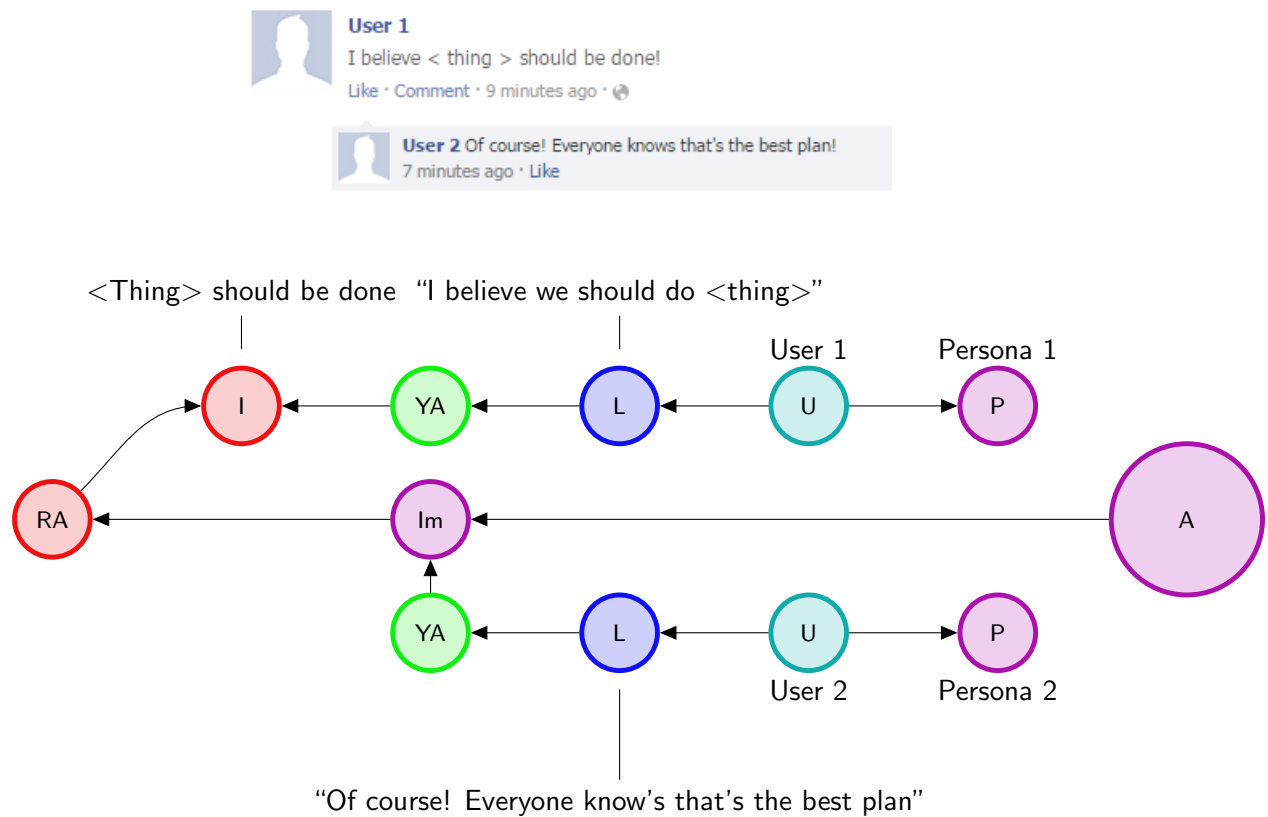 User 1
I believe < thing > should be done!
Like · Comment · 9 minutes ago ·
User 2 Of course! Everyone knows that's the best plan!
7 minutes ago · Like
<Thing> should be done “I believe we should do <thing>”
User 1 Persona 1
I YA L U P
RA Im A
YA L U P
User 2 Persona 2
“Of course! Everyone know's that's the best plan”